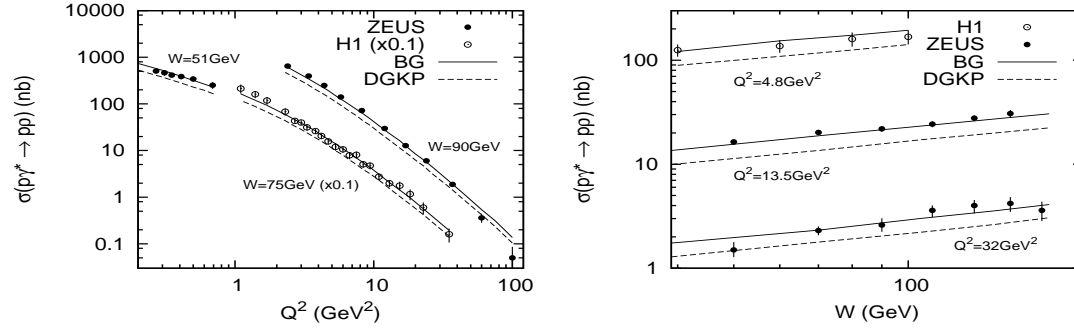 σ(pγ* → pρ) (nb)
10000
1000
100
10
1
0.1
1
10
100
Q² (GeV²)
ZEUS
H1 (x0.1)
BG
DGKP
W=51GeV
W=90GeV
W=75GeV (x0.1)
σ(pγ* → pρ) (nb)
100
10
1
100
W (GeV)
H1
ZEUS
BG
DGKP
Q²=4.8GeV²
Q²=13.5GeV²
Q²=32GeV²